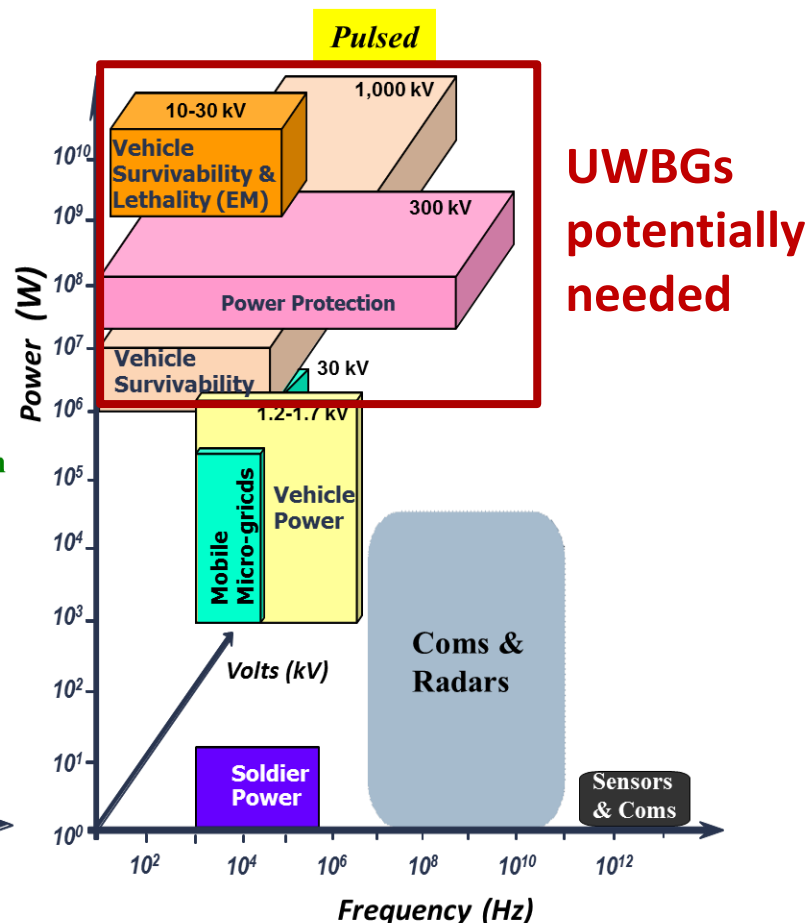 Pulsed
1,000 kV
10-30 kV
Vehicle
Survivability &
Lethality (EM)
UWBGs
potentially
needed
300 kV
Power Protection
Vehicle
Survivability
30 kV
1.2-1.7 kV
Vehicle
Power
Mobile
Micro-gricds
Coms &
Radars
Volts (kV)
Soldier
Power
Sensors
& Coms
Power (W)
10¹⁰
10⁹
10⁸
10⁷
10⁶
10⁵
10⁴
10³
10²
10¹
10⁰
10² 10⁴ 10⁶ 10⁸ 10¹⁰ 10¹²
Frequency (Hz)